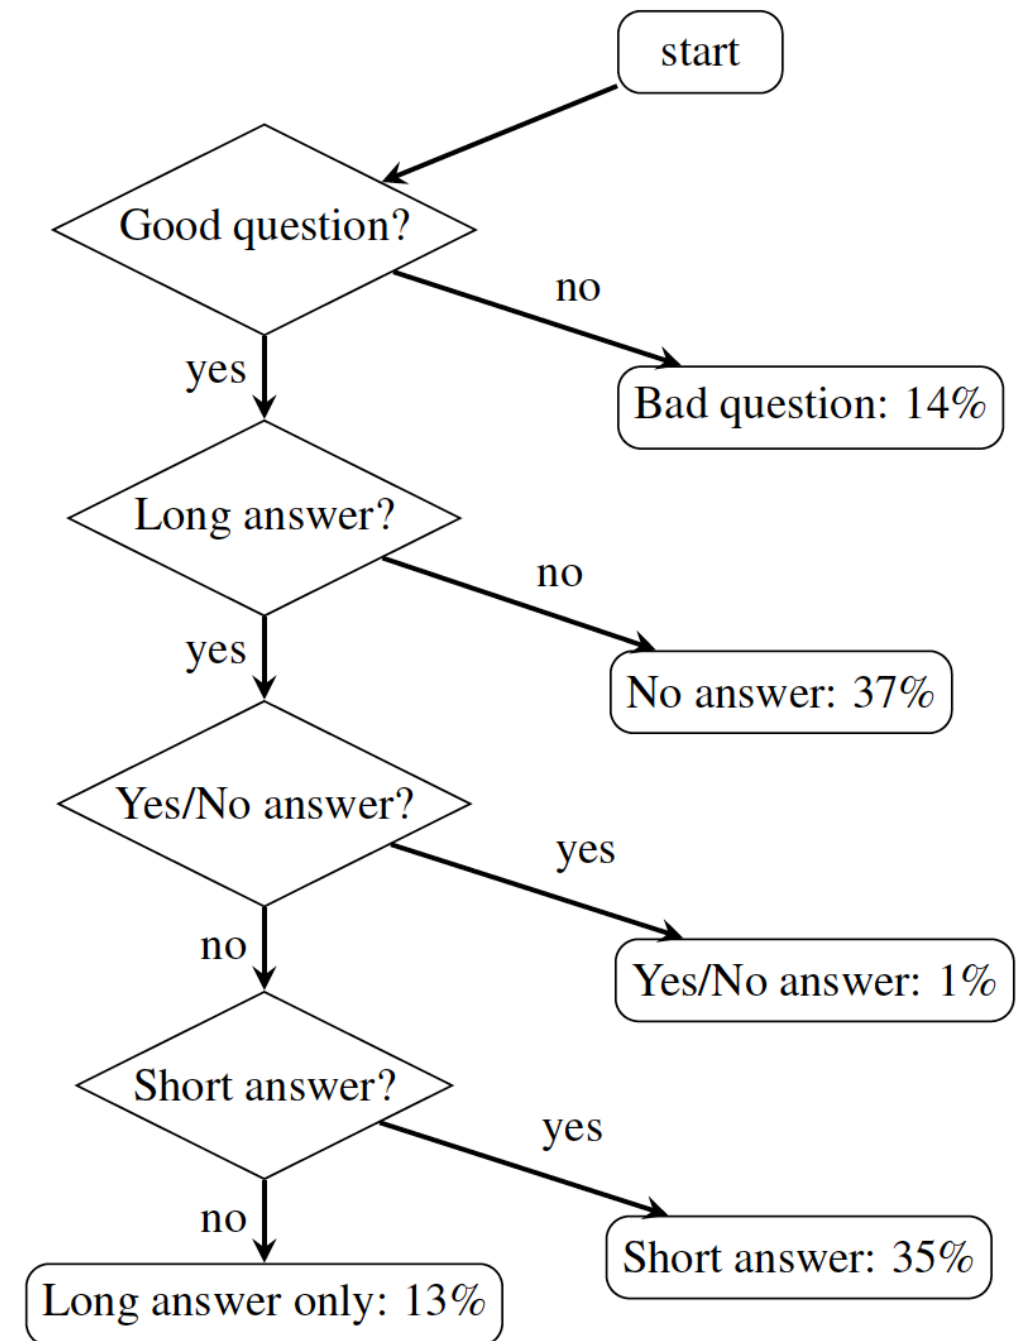 start
Good question?
no
yes
Bad question: 14%
Long answer?
no
yes
No answer: 37%
Yes/No answer?
yes
no
Yes/No answer: 1%
Short answer?
yes
no
Short answer: 35%
Long answer only: 13%